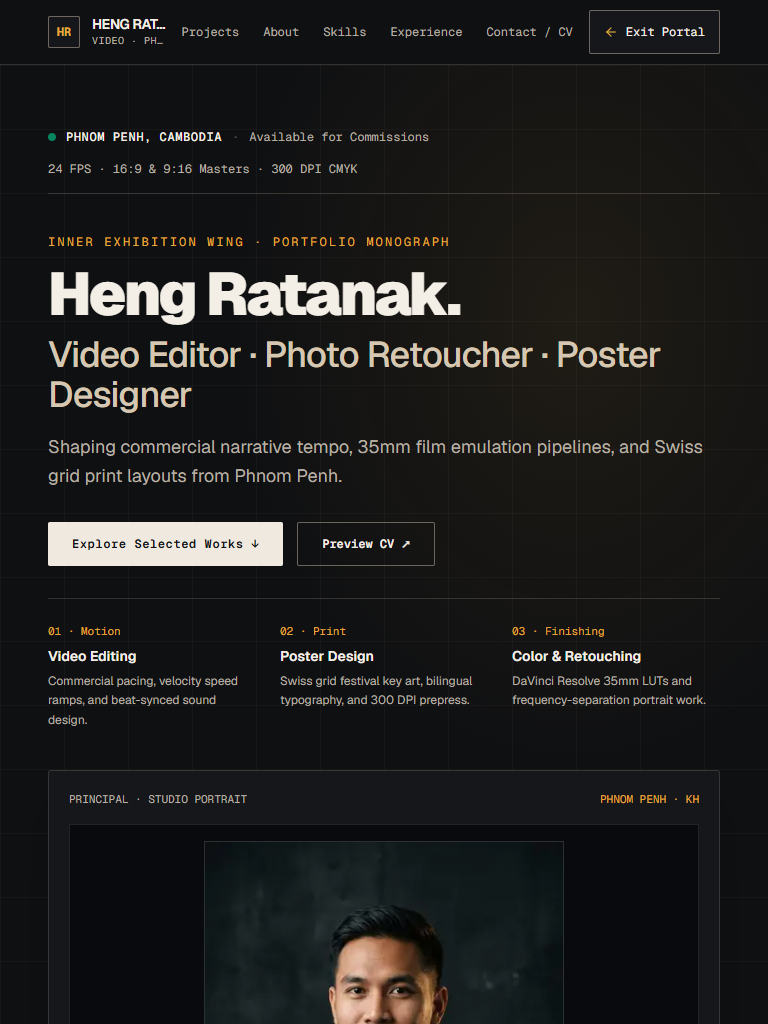 HR
HENG RAT…
VIDEO · PH…
Projects
About
Skills
Experience
Contact / CV
← Exit Portal
PHNOM PENH, CAMBODIA · Available for Commissions
24 FPS · 16:9 & 9:16 Masters · 300 DPI CMYK
INNER EXHIBITION WING · PORTFOLIO MONOGRAPH
Heng Ratanak.
Video Editor · Photo Retoucher · Poster
Designer
Shaping commercial narrative tempo, 35mm film emulation pipelines, and Swiss
grid print layouts from Phnom Penh.
Explore Selected Works ↓
Preview CV ↗
01 · Motion
Video Editing
Commercial pacing, velocity speed
ramps, and beat-synced sound
design.
02 · Print
Poster Design
Swiss grid festival key art, bilingual
typography, and 300 DPI prepress.
03 · Finishing
Color & Retouching
DaVinci Resolve 35mm LUTs and
frequency-separation portrait work.
PRINCIPAL · STUDIO PORTRAIT
PHNOM PENH · KH